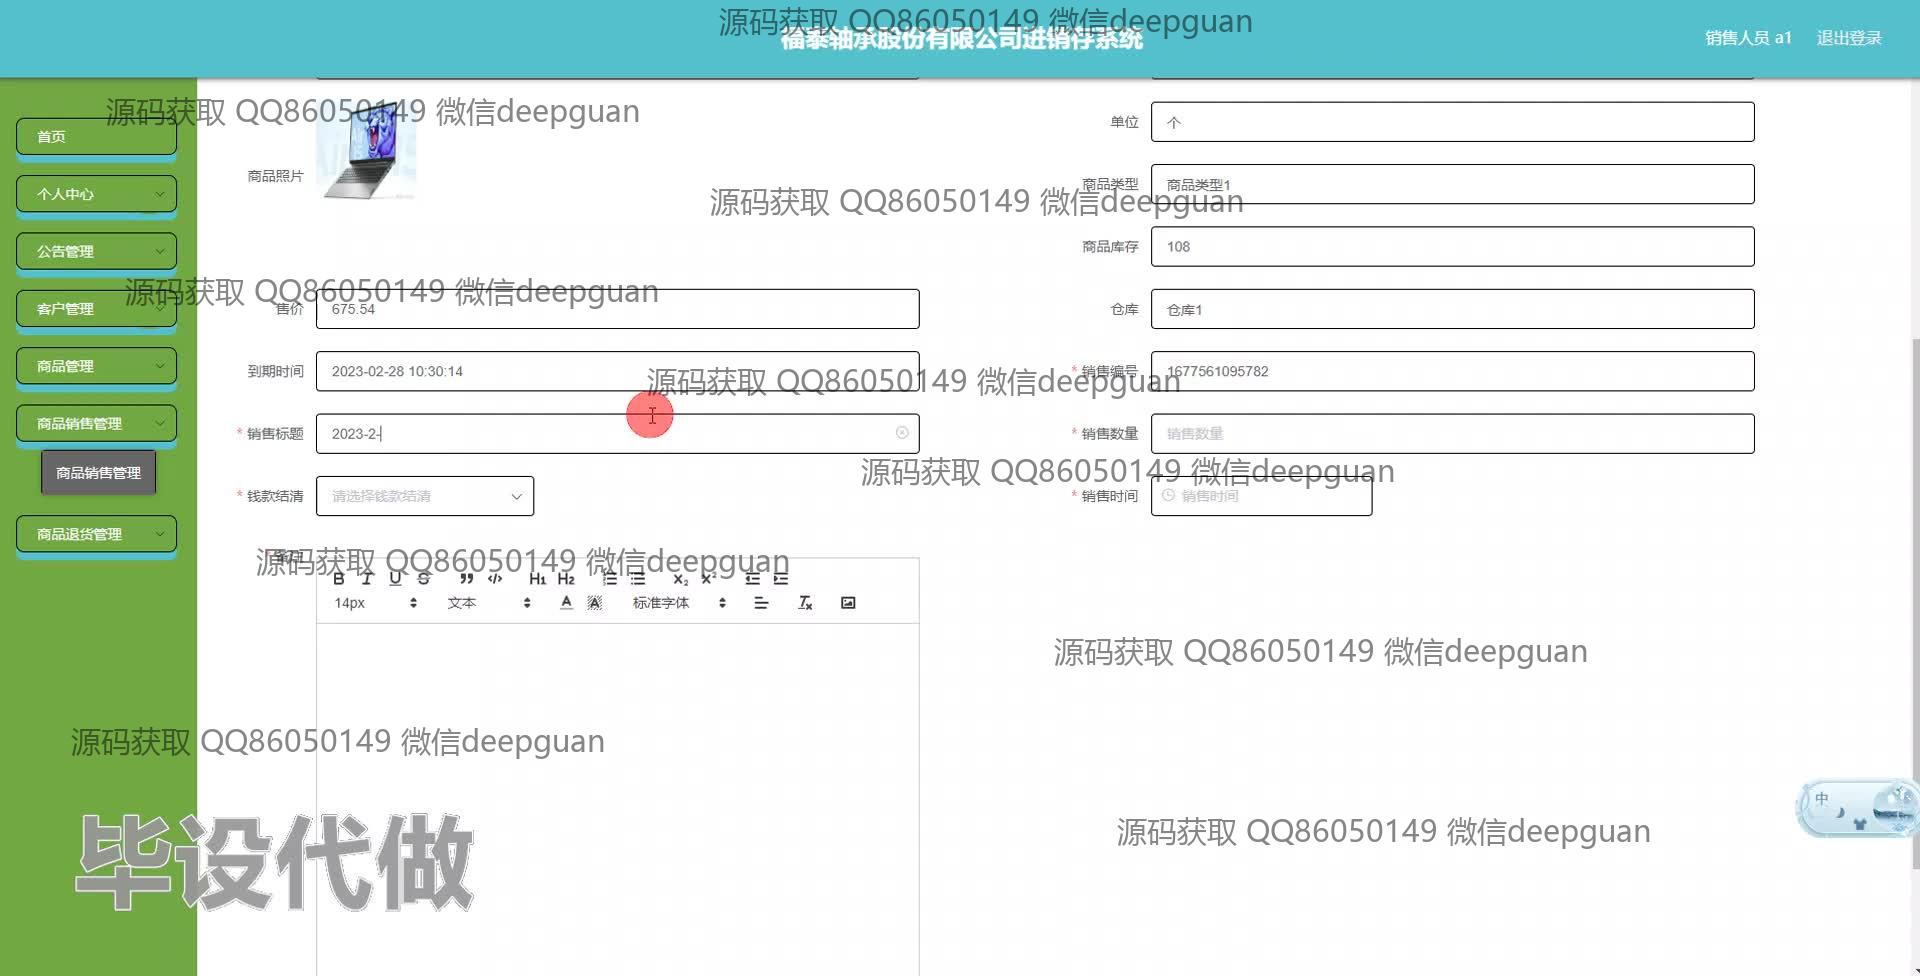 源码获取 QQ86050149 微信deepguan
福泰轴承股份有限公司进销存系统
销售人员 a1
退出登录
源码获取 QQ86050149 微信deepguan
首页
个人中心
公告管理
客户管理
商品管理
商品销售管理
商品销售管理
商品退货管理
商品照片
单位
个
商品类型
商品类型1
源码获取 QQ86050149 微信deepguan
商品库存
108
源码获取 QQ86050149 微信deepguan
售价
675.54
仓库
仓库1
到期时间
2023-02-28 10:30:14
* 销售编号
1677561095782
源码获取 QQ86050149 微信deepguan
* 销售标题
2023-2-
* 销售数量
销售数量
源码获取 QQ86050149 微信deepguan
* 钱款结清
请选择钱款结清
* 销售时间
销售时间
源码获取 QQ86050149 微信deepguan
B I U S ” </> H1 H2 X2 X2
14px
文本
A
A
标准字体
Tx
源码获取 QQ86050149 微信deepguan
源码获取 QQ86050149 微信deepguan
中
源码获取 QQ86050149 微信deepguan
毕设代做